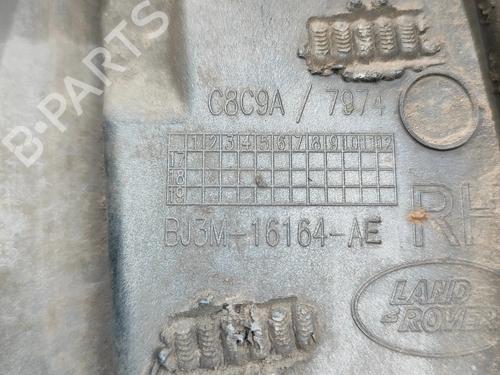 B-PARTS
C8C9A / 7974
1 2 3 4 5 6 7 8 9 10 11 12
17
18
19
BJ3M-16164-AE
RH
LAND
ROVER